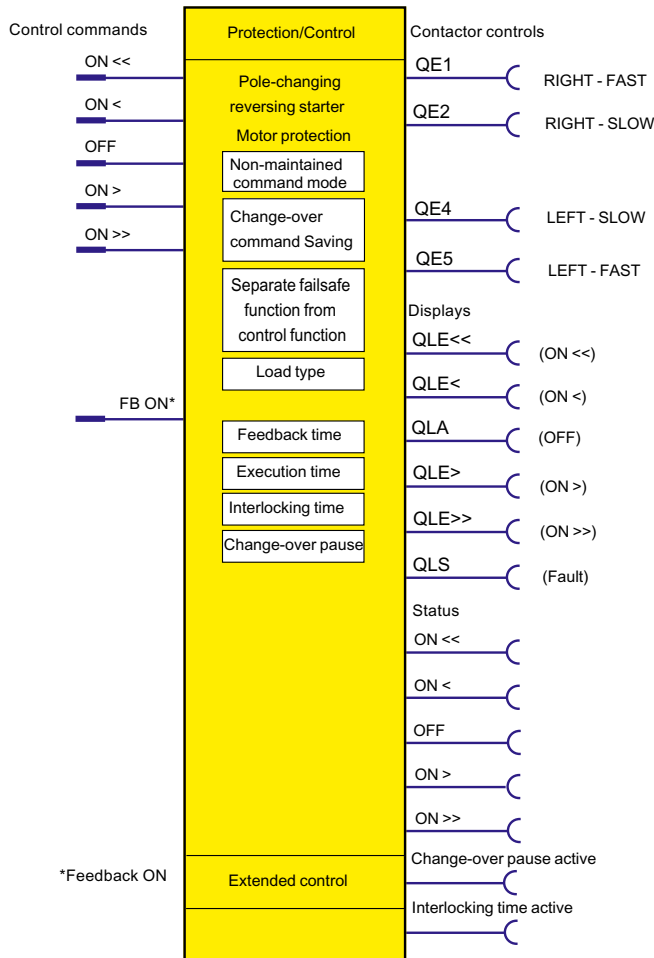 Control commands
ON <<
ON <
OFF
ON >
ON >>
FB ON*
*Feedback ON
Protection/Control
Pole-changing
reversing starter
Motor protection
Non-maintained
command mode
Change-over
command Saving
Separate failsafe
function from
control function
Load type
Feedback time
Execution time
Interlocking time
Change-over pause
Extended control
Contactor controls
QE1
RIGHT - FAST
QE2
RIGHT - SLOW
QE4
LEFT - SLOW
QE5
LEFT - FAST
Displays
QLE<<
(ON <<)
QLE<
(ON <)
QLA
(OFF)
QLE>
(ON >)
QLE>>
(ON >>)
QLS
(Fault)
Status
ON <<
ON <
OFF
ON >
ON >>
Change-over pause active
Interlocking time active